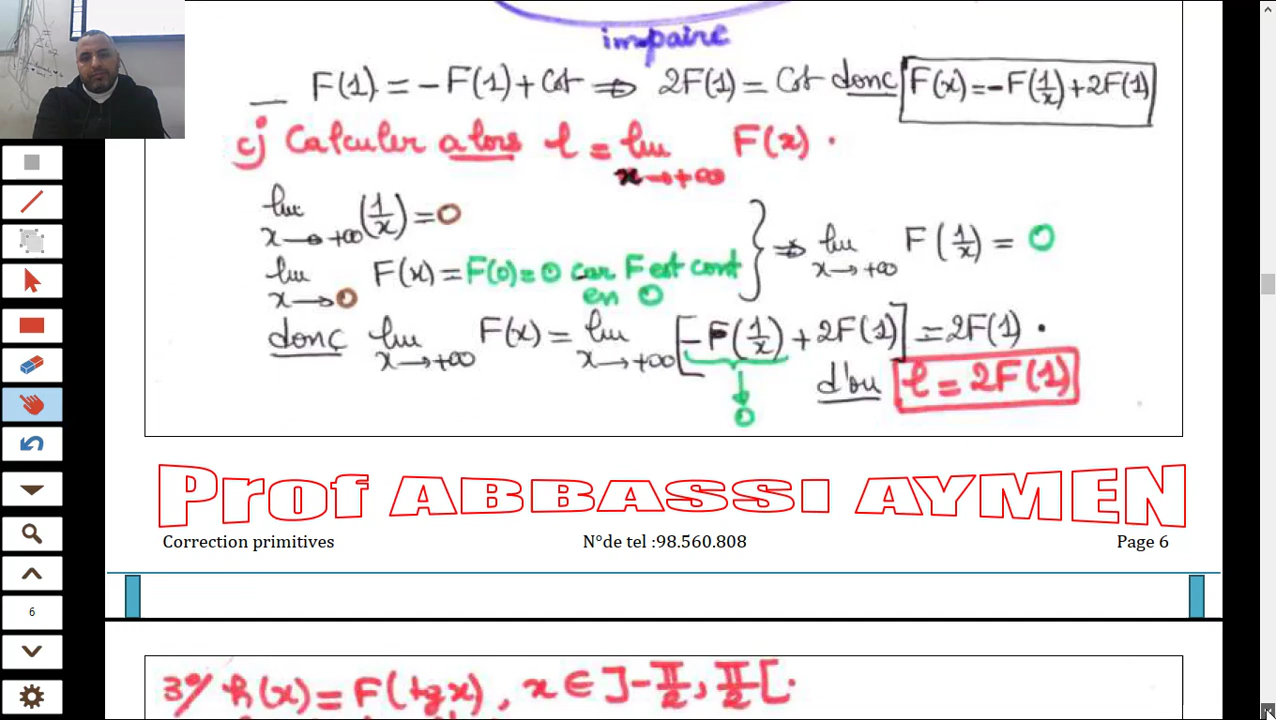 impaire
F(1) = -F(1) + Cst ⇒ 2F(1) = Cst donc F(x) = -F(1/x) + 2F(1)
c) Calculer alors l = lim x→+∞ F(x).
lim x→+∞ (1/x) = 0
lim x→0 F(x) = F(0) = 0 car F est cont en 0
} ⇒ lim x→+∞ F(1/x) = 0
donc lim x→+∞ F(x) = lim x→+∞ [-F(1/x) + 2F(1)] = 2F(1).
↓ 0
d'ou l = 2F(1)
Prof ABBASSI AYMEN
Correction primitives N°de tel :98.560.808 Page 6
6
3°/ h(x) = F(tgx), x ∈ ]-π/2, π/2[.